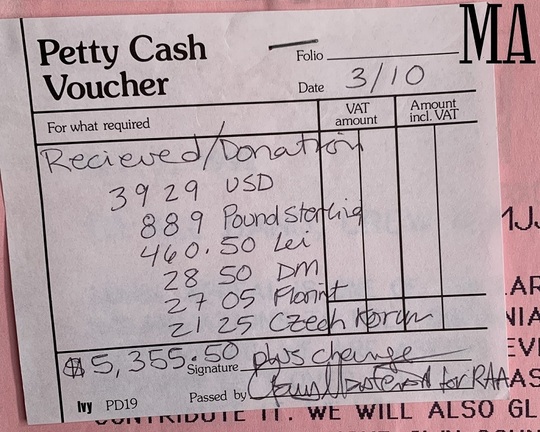 MA
Petty Cash
Voucher
Folio
Date 3/10
For what required
VAT
amount
Amount
incl. VAT
Recieved/Donation
3929 USD
889 Pound Sterling
460.50 Lei
28 50 DM
27 05 Florint
21 25 Czech Korun
$5,355.50 plus change
Signature
Passed by for RAAAS
Ivy PD19
CONTRIBUTE IT. WE WILL ALSO GL